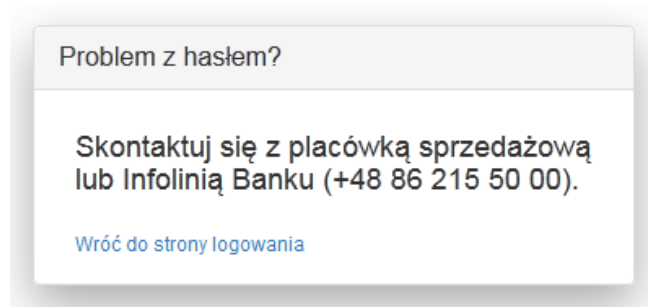 Problem z hasłem?
Skontaktuj się z placówką sprzedażową
lub Infolinią Banku (+48 86 215 50 00).
Wróć do strony logowania